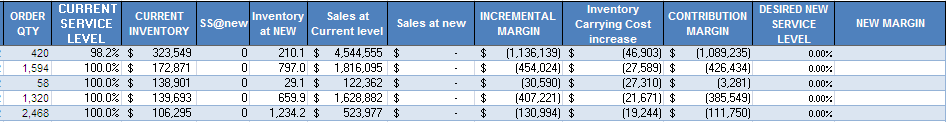 ORDER QTY CURRENT SERVICE LEVEL CURRENT INVENTORY SS@new Inventory at NEW Sales at Current level Sales at new INCREMENTAL MARGIN Inventory Carrying Cost increase CONTRIBUTION MARGIN DESIRED NEW SERVICE LEVEL NEW MARGIN
420 98.2% $ 323,549 0 210.1 $ 4,544,555 $ - $ (1,136,139) $ (46,903) $ (1,089,235) 0.00%
1,594 100.0% $ 172,871 0 797.0 $ 1,816,095 $ - $ (454,024) $ (27,589) $ (426,434) 0.00%
58 100.0% $ 138,901 0 29.1 $ 122,362 $ - $ (30,590) $ (27,310) $ (3,281) 0.00%
1,320 100.0% $ 139,693 0 659.9 $ 1,628,882 $ - $ (407,221) $ (21,671) $ (385,549) 0.00%
2,468 100.0% $ 106,295 0 1,234.2 $ 523,977 $ - $ (130,994) $ (19,244) $ (111,750) 0.00%